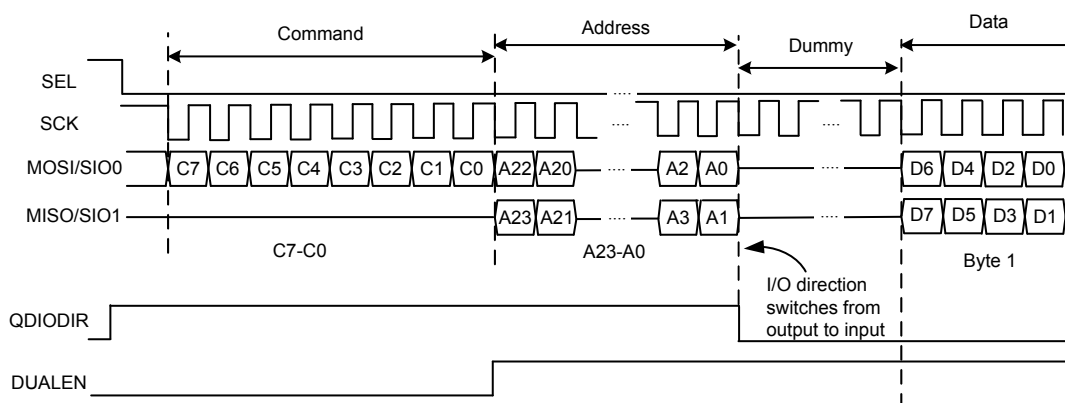 Command
Address
Dummy
Data
SEL
....
SCK
.... ....
MOSI/SIO0 C7 C6 C5 C4 C3 C2 C1 C0 A22 A20 .... A2 A0 .... D6 D4 D2 D0
MISO/SIO1 A23 A21 .... A3 A1 .... D7 D5 D3 D1
C7-C0 A23-A0 Byte 1
I/O direction
switches from
output to input
QDIODIR
DUALEN